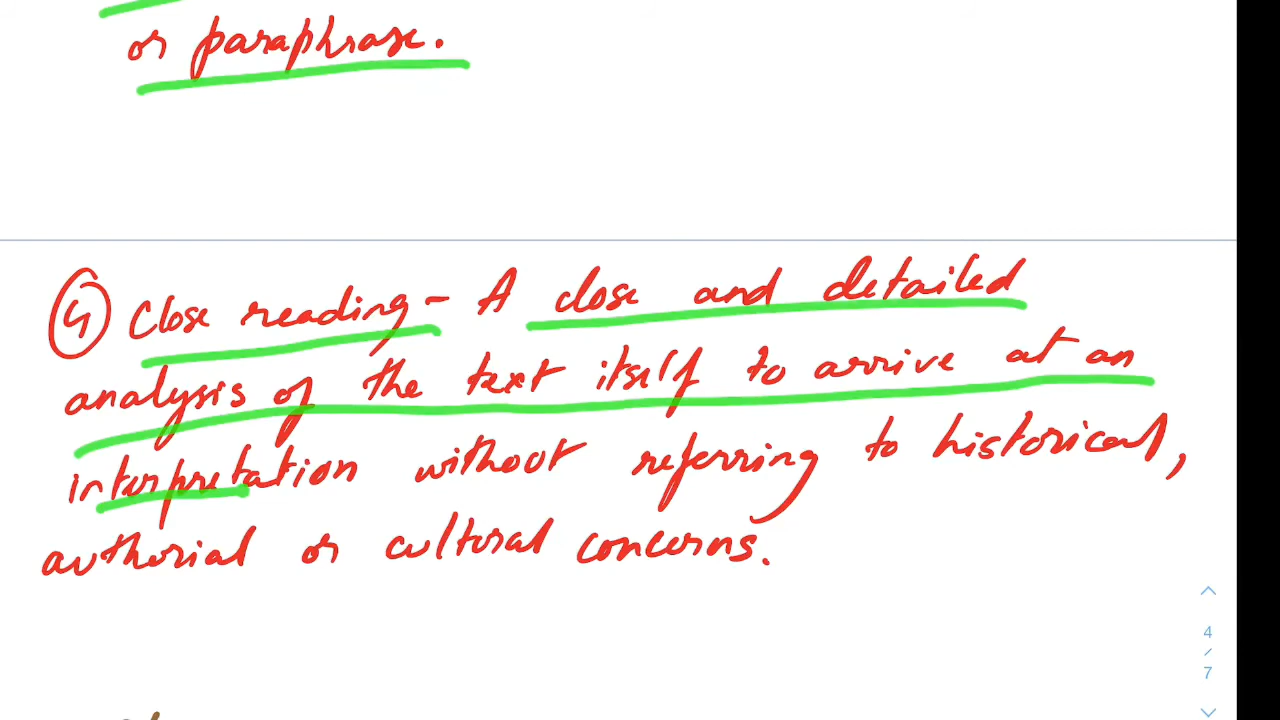 or paraphrase.
④ Close reading - A close and detailed
analysis of the text itself to arrive at an
interpretation without referring to historical,
authorial or cultural concerns.
4
/
7